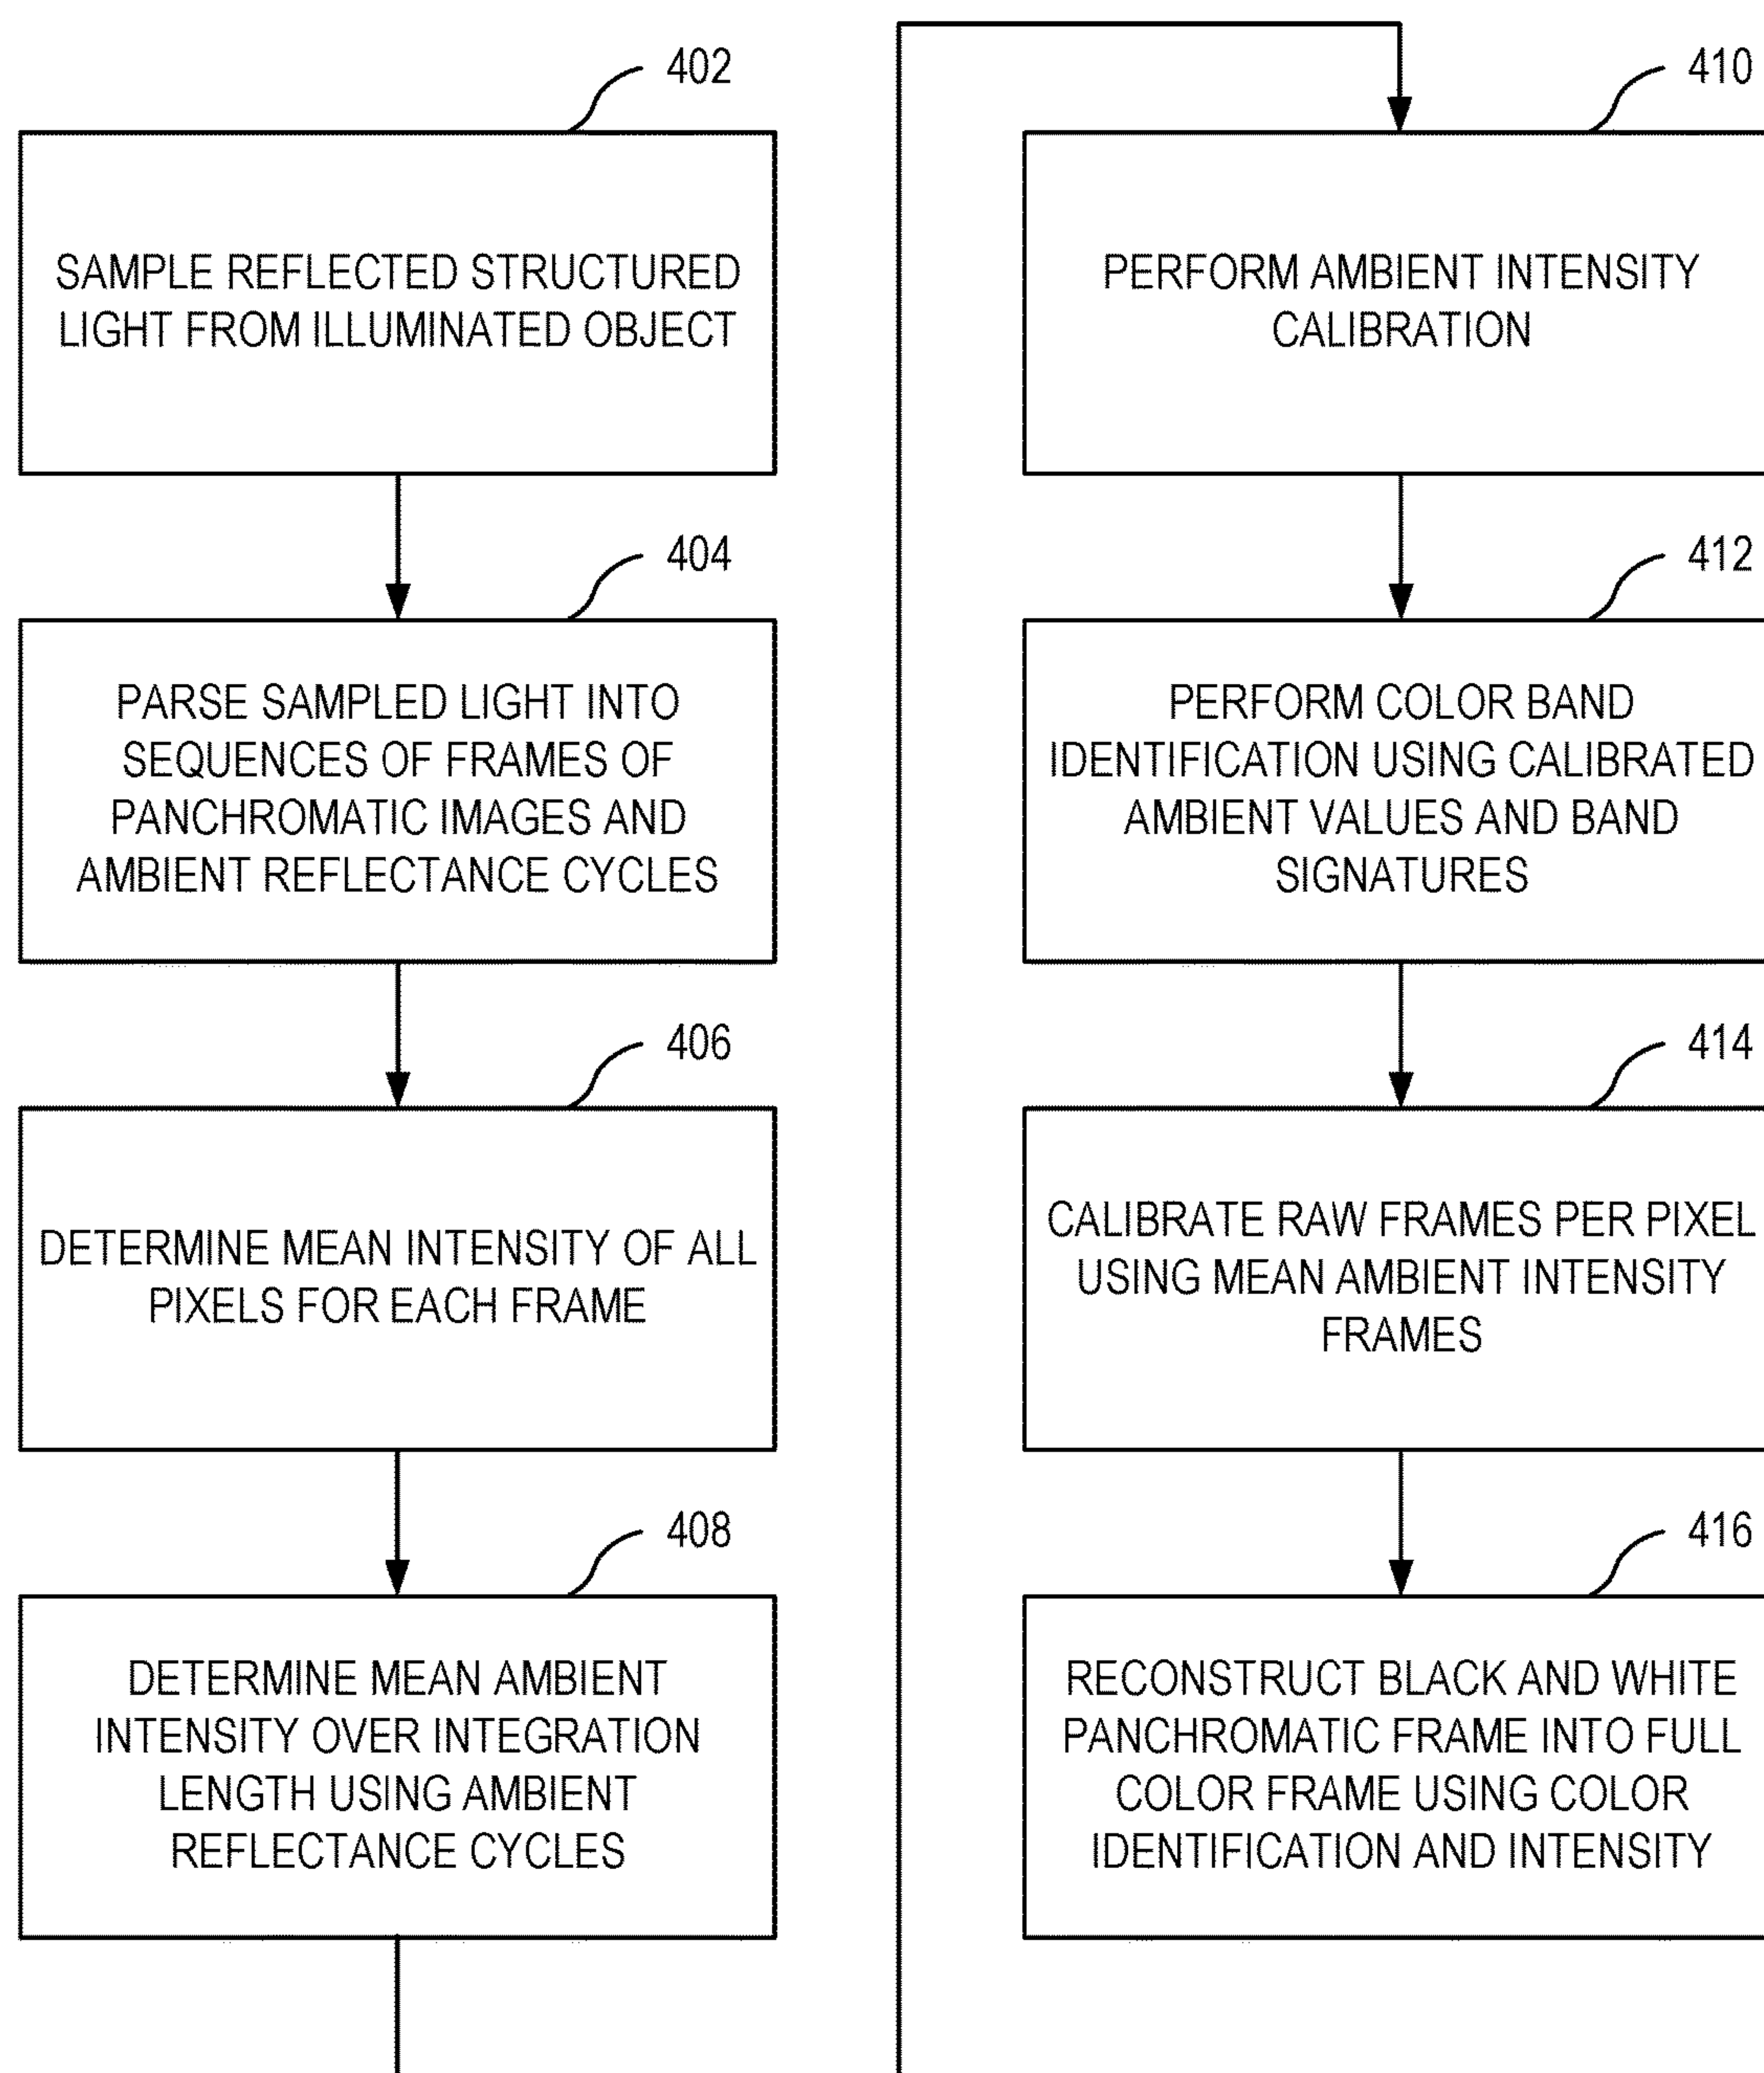 402
SAMPLE REFLECTED STRUCTURED
LIGHT FROM ILLUMINATED OBJECT
404
PARSE SAMPLED LIGHT INTO
SEQUENCES OF FRAMES OF
PANCHROMATIC IMAGES AND
AMBIENT REFLECTANCE CYCLES
406
DETERMINE MEAN INTENSITY OF ALL
PIXELS FOR EACH FRAME
408
DETERMINE MEAN AMBIENT
INTENSITY OVER INTEGRATION
LENGTH USING AMBIENT
REFLECTANCE CYCLES
410
PERFORM AMBIENT INTENSITY
CALIBRATION
412
PERFORM COLOR BAND
IDENTIFICATION USING CALIBRATED
AMBIENT VALUES AND BAND
SIGNATURES
414
CALIBRATE RAW FRAMES PER PIXEL
USING MEAN AMBIENT INTENSITY
FRAMES
416
RECONSTRUCT BLACK AND WHITE
PANCHROMATIC FRAME INTO FULL
COLOR FRAME USING COLOR
IDENTIFICATION AND INTENSITY